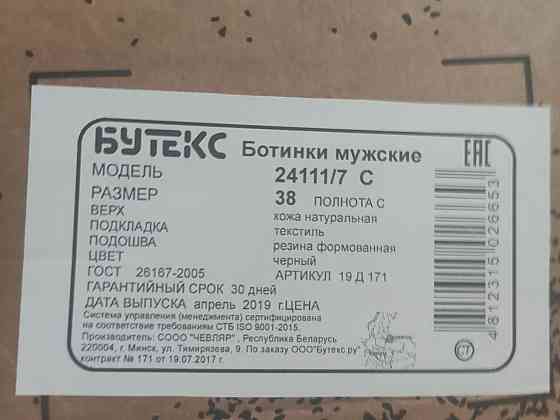 БУТЕКС Ботинки мужские ЕАС
МОДЕЛЬ 24111/7 С
РАЗМЕР 38 ПОЛНОТА С
ВЕРХ кожа натуральная
ПОДКЛАДКА текстиль
ПОДОШВА резина формованная
ЦВЕТ черный
ГОСТ 26167-2005 АРТИКУЛ 19 Д 171
ГАРАНТИЙНЫЙ СРОК 30 дней
ДАТА ВЫПУСКА апрель 2019 г.ЦЕНА
Система управления (менеджмента) сертифицирована
на соответствие требованиям СТБ ISO 9001-2015.
Производитель: СООО "ЧЕВЛЯР" , Республика Беларусь
220004, г. Минск, ул. Тимирязева, 9. По заказу ООО"Бутекс.ру"
контракт № 171 от 19.07.2017 г.
4812315026653